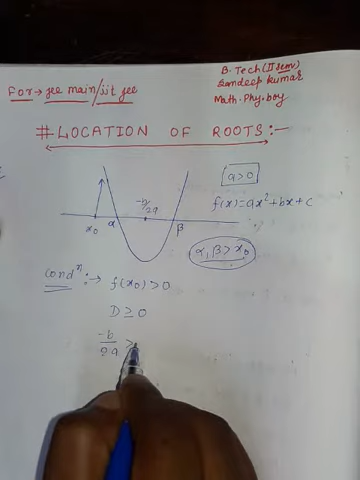 For → jee main/iit jee
B.Tech (II sem)
Sandeep kumar
Math.Phy.boy
# LOCATION OF ROOTS:-
a>0
f(x)=ax²+bx+c
-b/2a
x₀ α β
α, β > x₀
Condⁿ:→ f(x₀) > 0
D ≥ 0
-b/2a >